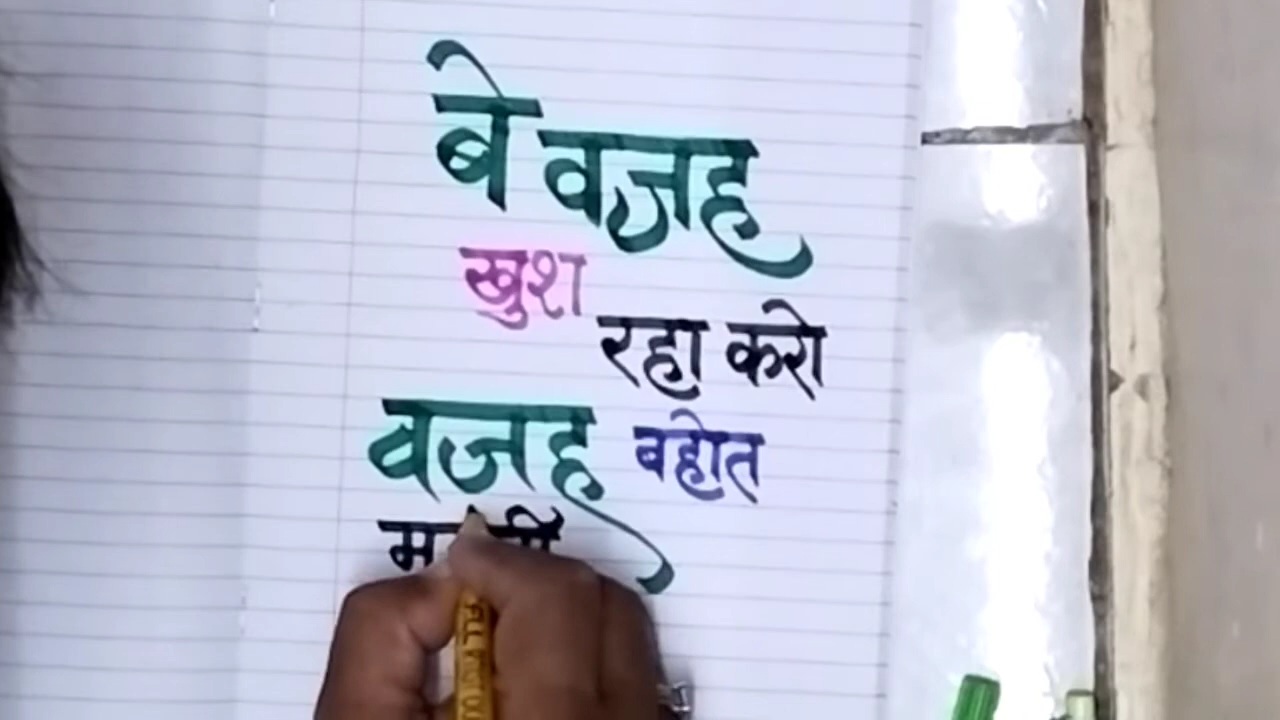 बे वजह
खुश
रहा करो
वजह बहोत